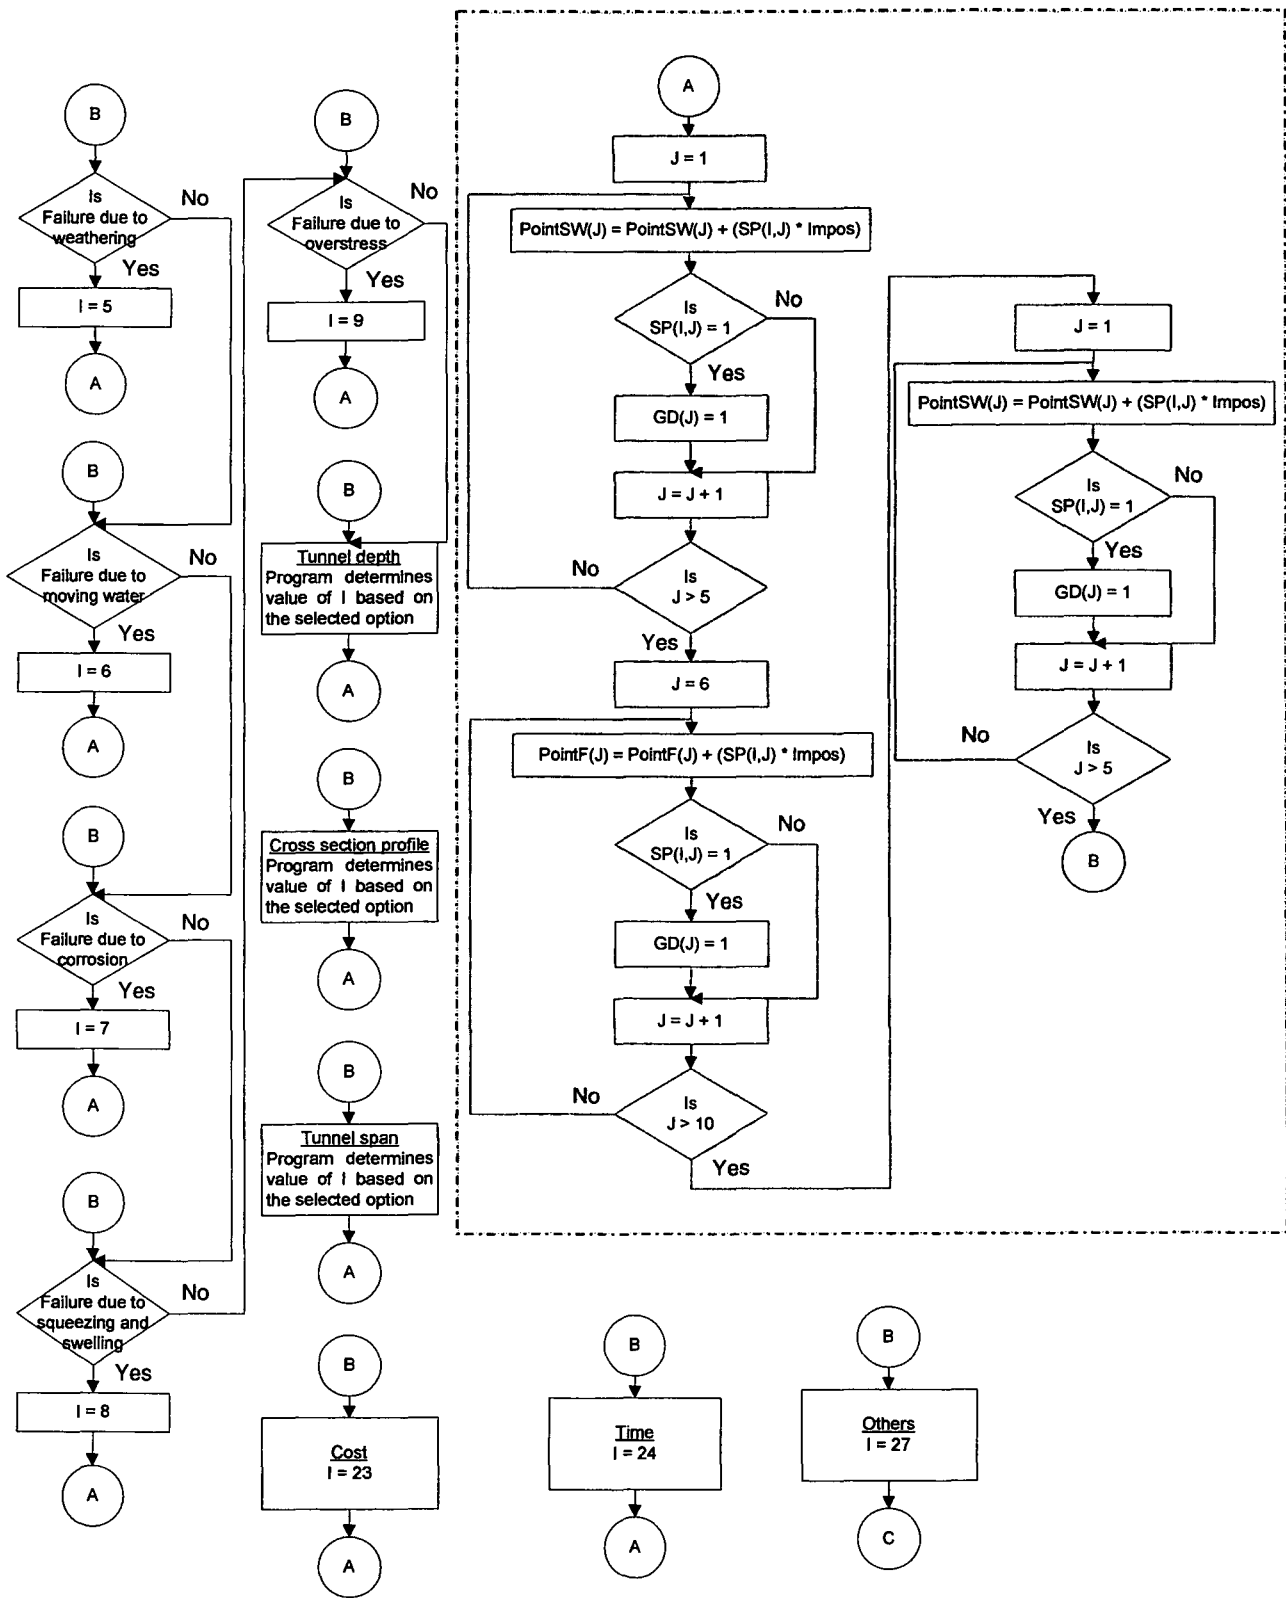 B
Is
Failure due to
weathering
No
Yes
I = 5
A
B
Is
Failure due to
moving water
No
Yes
I = 6
A
B
Is
Failure due to
corrosion
No
Yes
I = 7
A
B
Is
Failure due to
squeezing and
swelling
No
Yes
I = 8
A
B
Is
Failure due to
overstress
No
Yes
I = 9
A
B
Tunnel depth
Program determines
value of I based on
the selected option
A
B
Cross section profile
Program determines
value of I based on
the selected option
A
B
Tunnel span
Program determines
value of I based on
the selected option
A
B
Cost
I = 23
A
A
J = 1
PointSW(J) = PointSW(J) + (SP(I,J) * Impos)
Is
SP(I,J) = 1
No
Yes
GD(J) = 1
J = J + 1
Is
J > 5
No
Yes
J = 6
PointF(J) = PointF(J) + (SP(I,J) * Impos)
Is
SP(I,J) = 1
No
Yes
GD(J) = 1
J = J + 1
Is
J > 10
No
Yes
J = 1
PointSW(J) = PointSW(J) + (SP(I,J) * Impos)
Is
SP(I,J) = 1
No
Yes
GD(J) = 1
J = J + 1
Is
J > 5
No
Yes
B
B
Time
I = 24
A
B
Others
I = 27
C